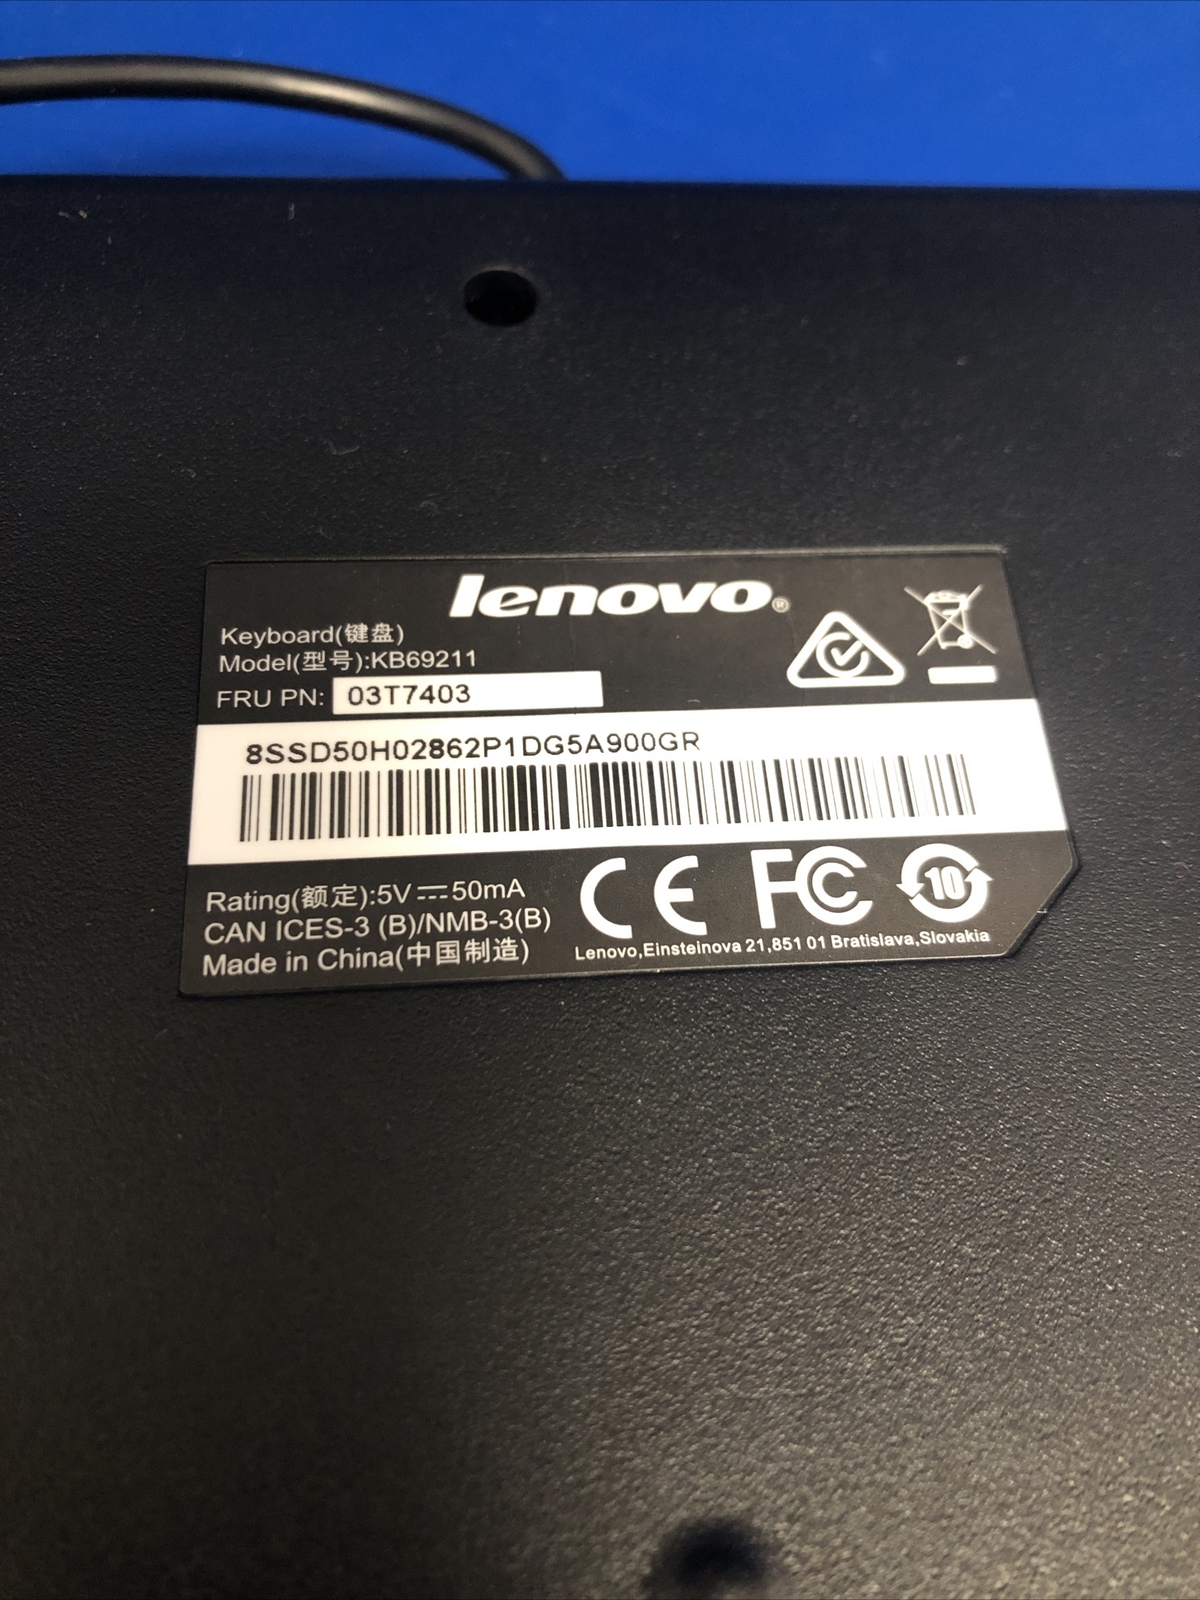 lenovo®
Keyboard(键盘)
Model(型号):KB69211
FRU PN: 03T7403
8SSD50H02862P1DG5A900GR
Rating(额定):5V⎓50mA
CAN ICES-3 (B)/NMB-3(B)
Made in China(中国制造)
CE FC 10
Lenovo,Einsteinova 21,851 01 Bratislava,Slovakia